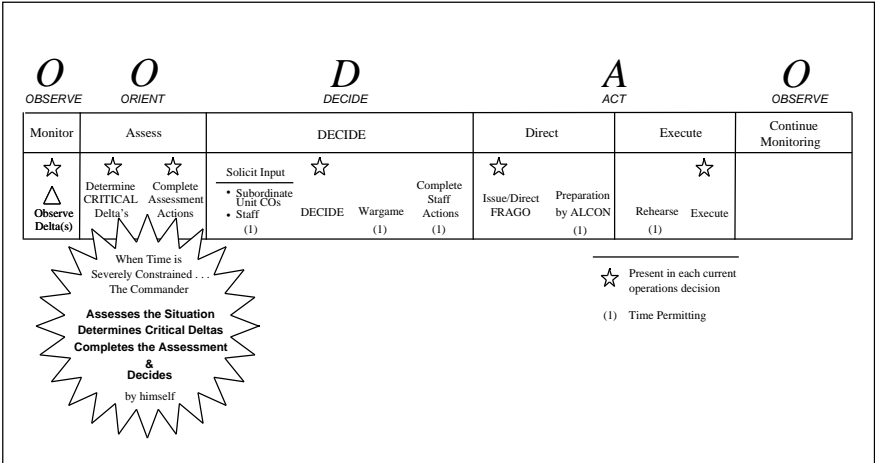 O O D A O
OBSERVE ORIENT DECIDE ACT OBSERVE
Monitor Assess DECIDE Direct Execute Continue
Monitoring
Observe
Delta(s)
Determine
CRITICAL
Delta's
Complete
Assessment
Actions
Solicit Input
• Subordinate
Unit COs
• Staff
(1)
DECIDE
Wargame
(1)
Complete
Staff
Actions
(1)
Issue/Direct
FRAGO
Preparation
by ALCON
(1)
Rehearse
(1)
Execute
When Time is
Severely Constrained . . .
The Commander
Assesses the Situation
Determines Critical Deltas
Completes the Assessment
&
Decides
by himself
Present in each current
operations decision
(1) Time Permitting